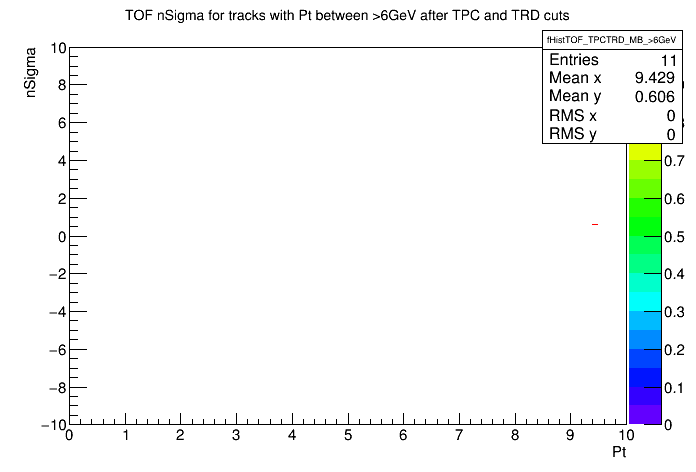 TOF nSigma for tracks with Pt between >6GeV after TPC and TRD cuts
fHistTOF_TPCTRD_MB_>6GeV
Entries 11
Mean x 9.429
Mean y 0.606
RMS x 0
RMS y 0
nSigma
10
8
6
4
2
0
−2
−4
−6
−8
−10
0 1 2 3 4 5 6 7 8 9 10
Pt
0.7
0.6
0.5
0.4
0.3
0.2
0.1
0